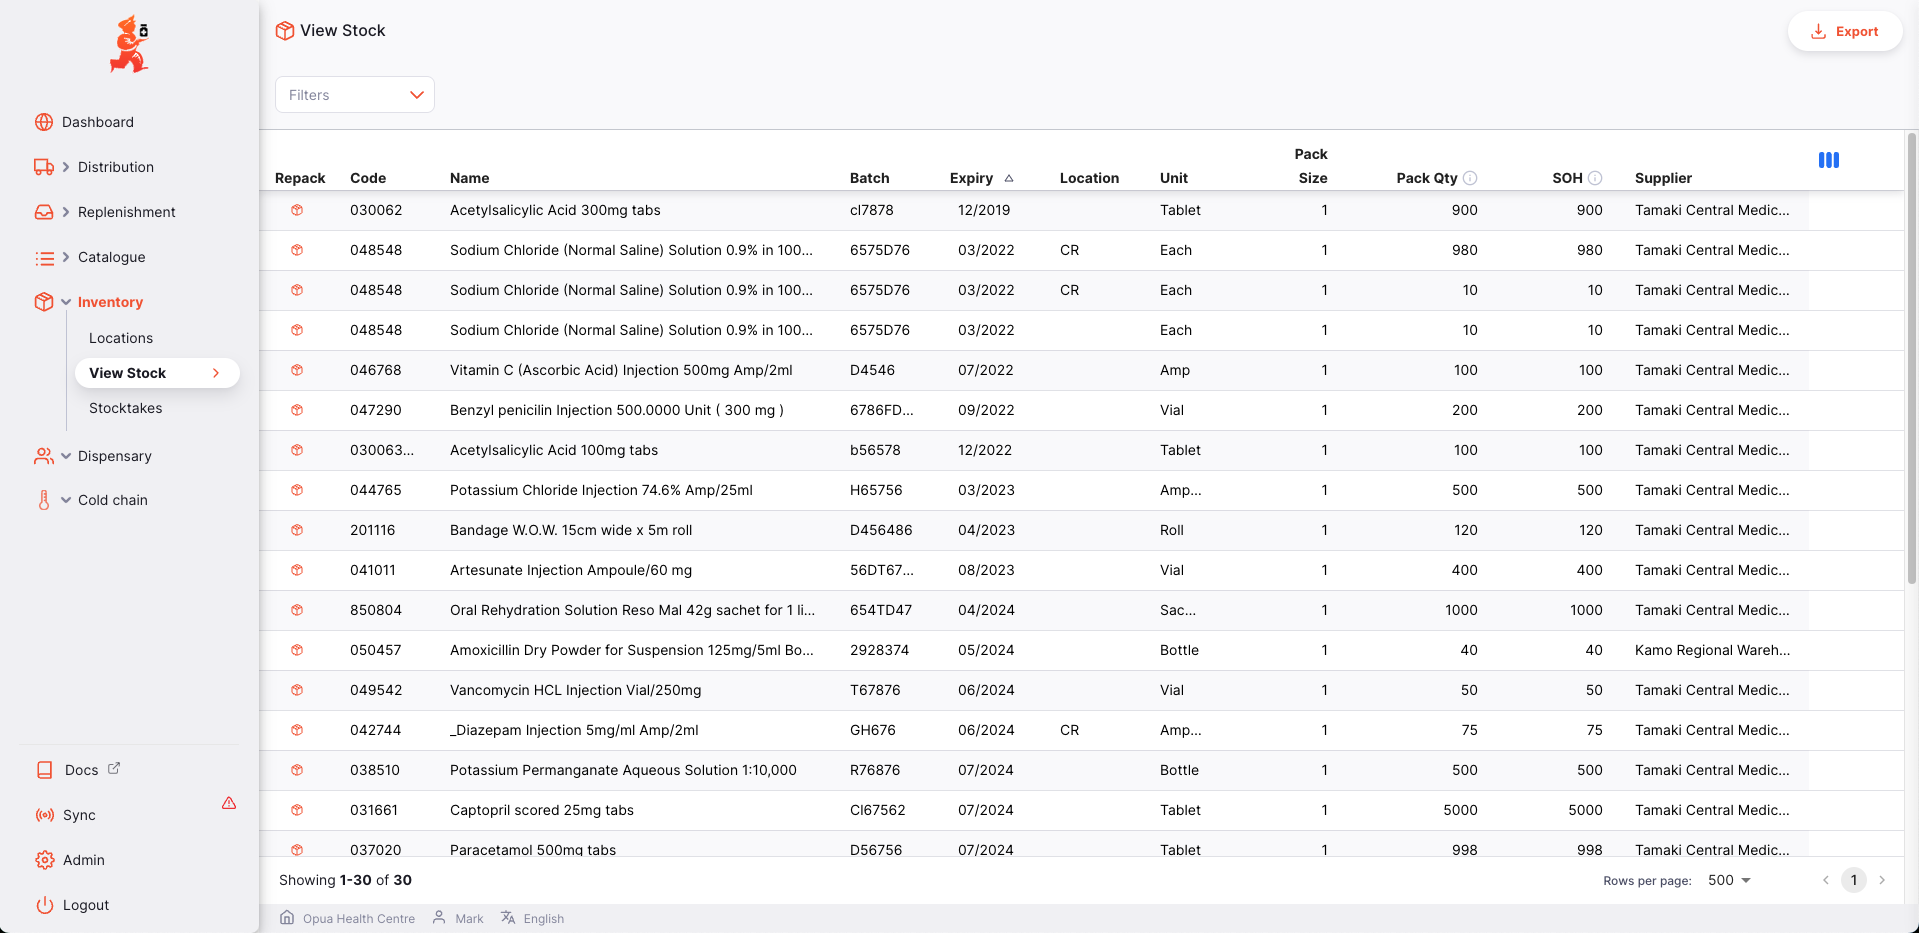 View Stock
Export
Filters
Dashboard
Distribution
Replenishment
Catalogue
Inventory
Locations
View Stock
Stocktakes
Dispensary
Cold chain
Docs
Sync
Admin
Logout
Repack Code Name Batch Expiry Location Unit Pack Size Pack Qty SOH Supplier
030062 Acetylsalicylic Acid 300mg tabs cl7878 12/2019 Tablet 1 900 900 Tamaki Central Medic...
048548 Sodium Chloride (Normal Saline) Solution 0.9% in 100... 6575D76 03/2022 CR Each 1 980 980 Tamaki Central Medic...
048548 Sodium Chloride (Normal Saline) Solution 0.9% in 100... 6575D76 03/2022 CR Each 1 10 10 Tamaki Central Medic...
048548 Sodium Chloride (Normal Saline) Solution 0.9% in 100... 6575D76 03/2022 Each 1 10 10 Tamaki Central Medic...
046768 Vitamin C (Ascorbic Acid) Injection 500mg Amp/2ml D4546 07/2022 Amp 1 100 100 Tamaki Central Medic...
047290 Benzyl penicilin Injection 500.0000 Unit ( 300 mg ) 6786FD... 09/2022 Vial 1 200 200 Tamaki Central Medic...
030063... Acetylsalicylic Acid 100mg tabs b56578 12/2022 Tablet 1 100 100 Tamaki Central Medic...
044765 Potassium Chloride Injection 74.6% Amp/25ml H65756 03/2023 Amp... 1 500 500 Tamaki Central Medic...
201116 Bandage W.O.W. 15cm wide x 5m roll D456486 04/2023 Roll 1 120 120 Tamaki Central Medic...
041011 Artesunate Injection Ampoule/60 mg 56DT67... 08/2023 Vial 1 400 400 Tamaki Central Medic...
850804 Oral Rehydration Solution Reso Mal 42g sachet for 1 li... 654TD47 04/2024 Sac... 1 1000 1000 Tamaki Central Medic...
050457 Amoxicillin Dry Powder for Suspension 125mg/5ml Bo... 2928374 05/2024 Bottle 1 40 40 Kamo Regional Wareh...
049542 Vancomycin HCL Injection Vial/250mg T67876 06/2024 Vial 1 50 50 Tamaki Central Medic...
042744 _Diazepam Injection 5mg/ml Amp/2ml GH676 06/2024 CR Amp... 1 75 75 Tamaki Central Medic...
038510 Potassium Permanganate Aqueous Solution 1:10,000 R76876 07/2024 Bottle 1 500 500 Tamaki Central Medic...
031661 Captopril scored 25mg tabs Cl67562 07/2024 Tablet 1 5000 5000 Tamaki Central Medic...
037020 Paracetamol 500mg tabs D56756 07/2024 Tablet 1 998 998 Tamaki Central Medic...
Showing 1-30 of 30
Rows per page: 500 1
Opua Health Centre Mark English